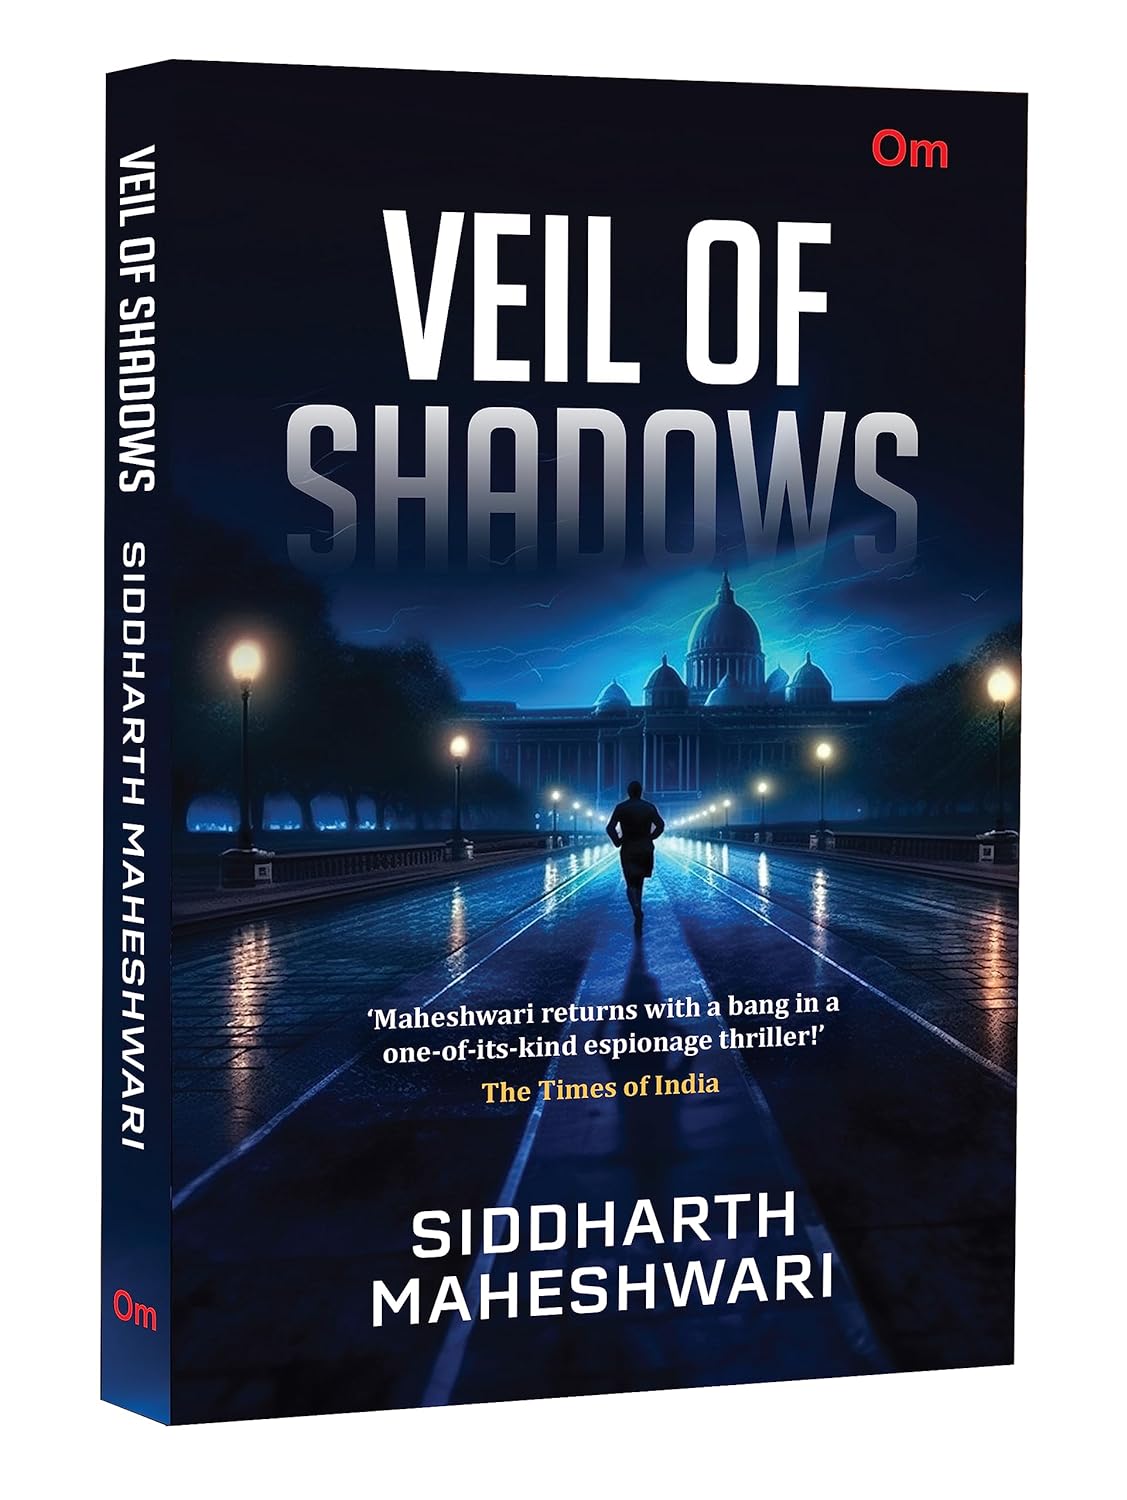 VEIL OF SHADOWS SIDDHARTH MAHESHWARI
Om
Om
VEIL OF
SHADOWS
‘Maheshwari returns with a bang in a
one-of-its-kind espionage thriller!’
The Times of India
SIDDHARTH
MAHESHWARI